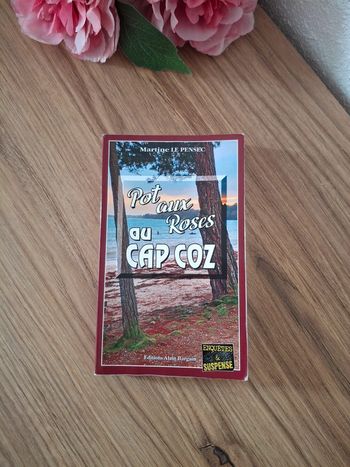 Martine LE PENSEC
Pot
aux
Roses
au
CAP COZ
Editions Alain Bargain
ENQUÊTES
&
SUSPENSE